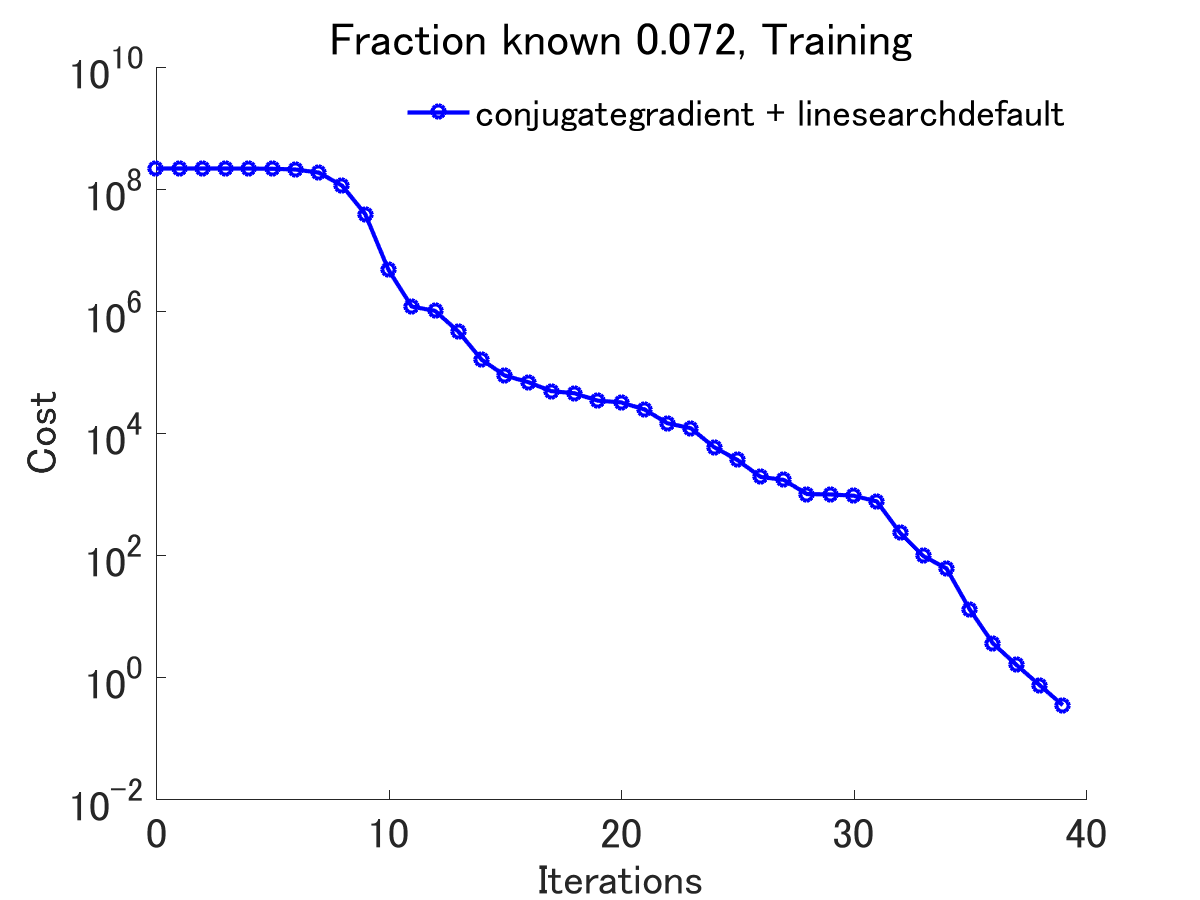 Fraction known 0.072, Training
conjugategradient + linesearchdefault
10^10
10^8
10^6
10^4
10^2
10^0
10^-2
Cost
0 10 20 30 40
Iterations